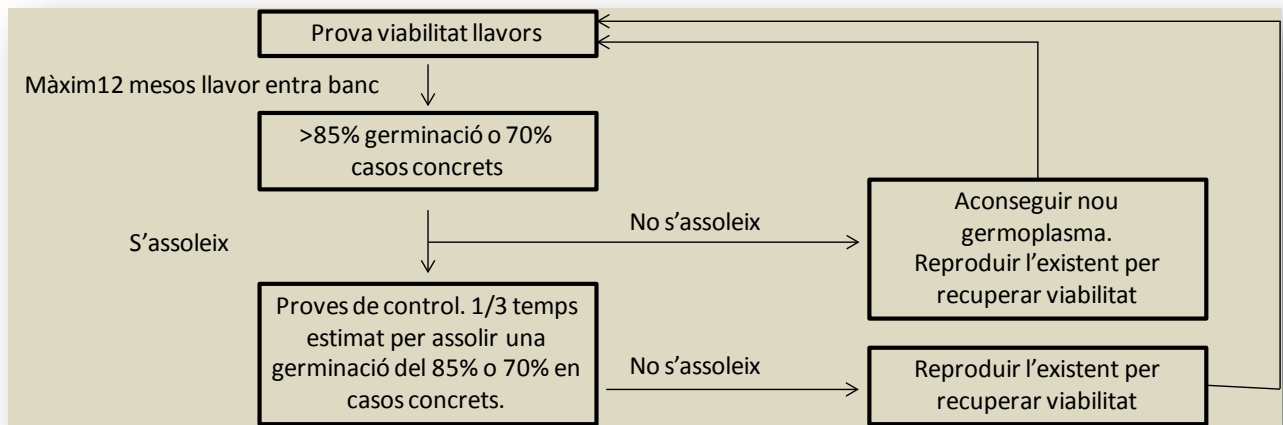 Prova viabilitat llavors
Màxim12 mesos llavor entra banc
>85% germinació o 70%
casos concrets
S’assoleix
No s’assoleix
Aconseguir nou
germoplasma.
Reproduir l’existent per
recuperar viabilitat
Proves de control. 1/3 temps
estimat per assolir una
germinació del 85% o 70% en
casos concrets.
No s’assoleix
Reproduir l’existent per
recuperar viabilitat